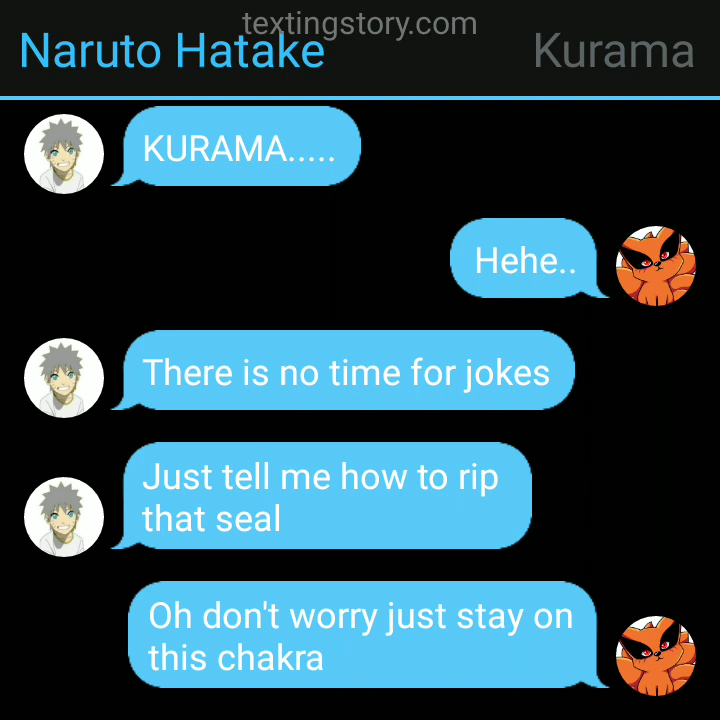 textingstory.com
Naruto Hatake
Kurama
KURAMA.....
Hehe..
There is no time for jokes
Just tell me how to rip
that seal
Oh don't worry just stay on
this chakra